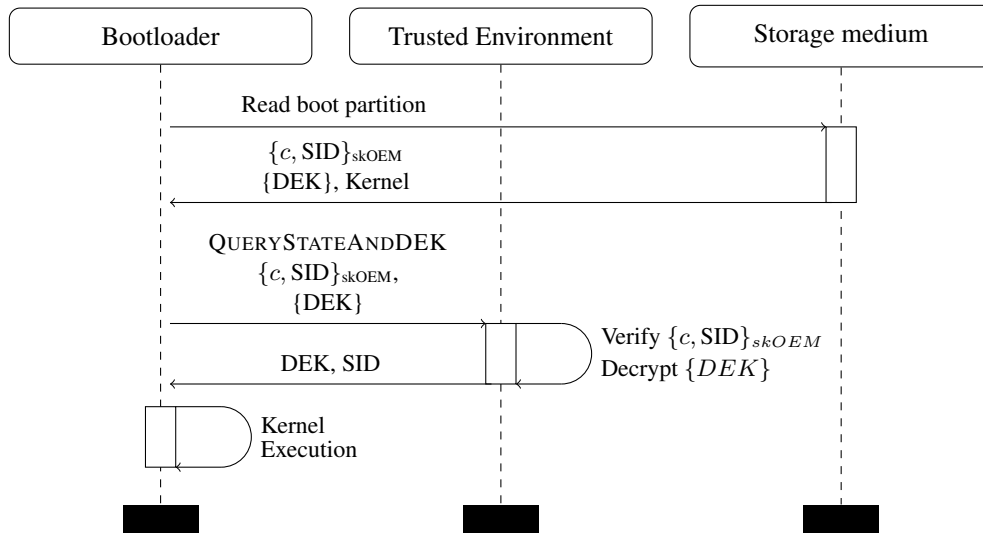 Bootloader
Trusted Environment
Storage medium
Read boot partition
{c, SID}skOEM
{DEK}, Kernel
QUERYSTATEANDDEK
{c, SID}skOEM,
{DEK}
Verify {c, SID}skOEM
Decrypt {DEK}
DEK, SID
Kernel
Execution